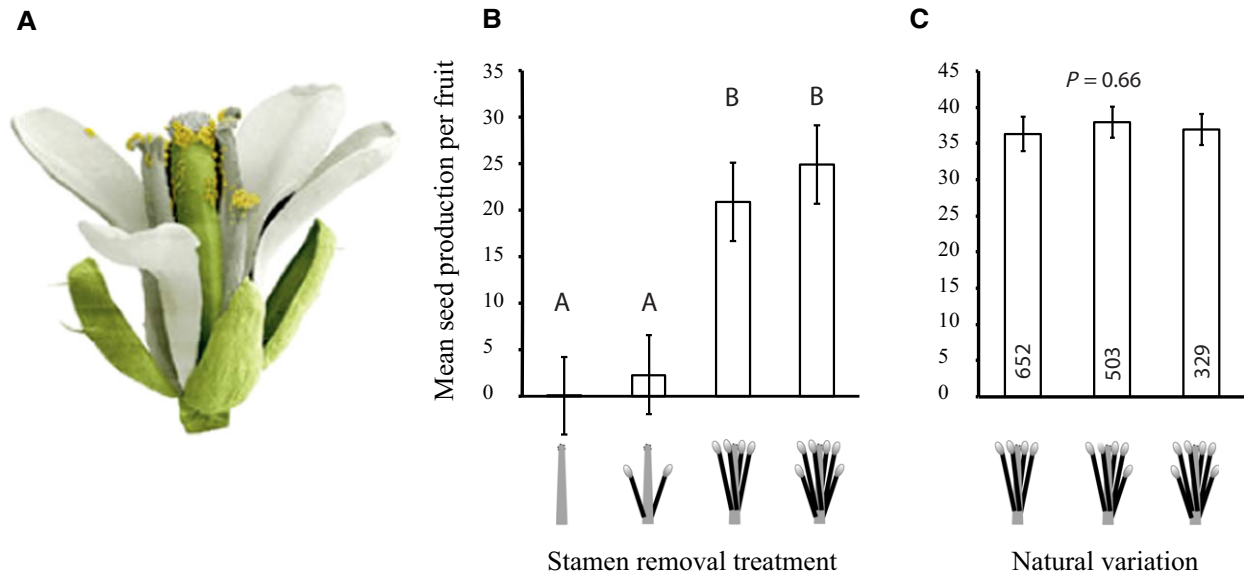 A
B
Mean seed production per fruit
35
30
25
20
15
10
5
0
A
A
B
B
Stamen removal treatment
C
45
40
35
30
25
20
15
10
5
0
P = 0.66
652
503
329
Natural variation